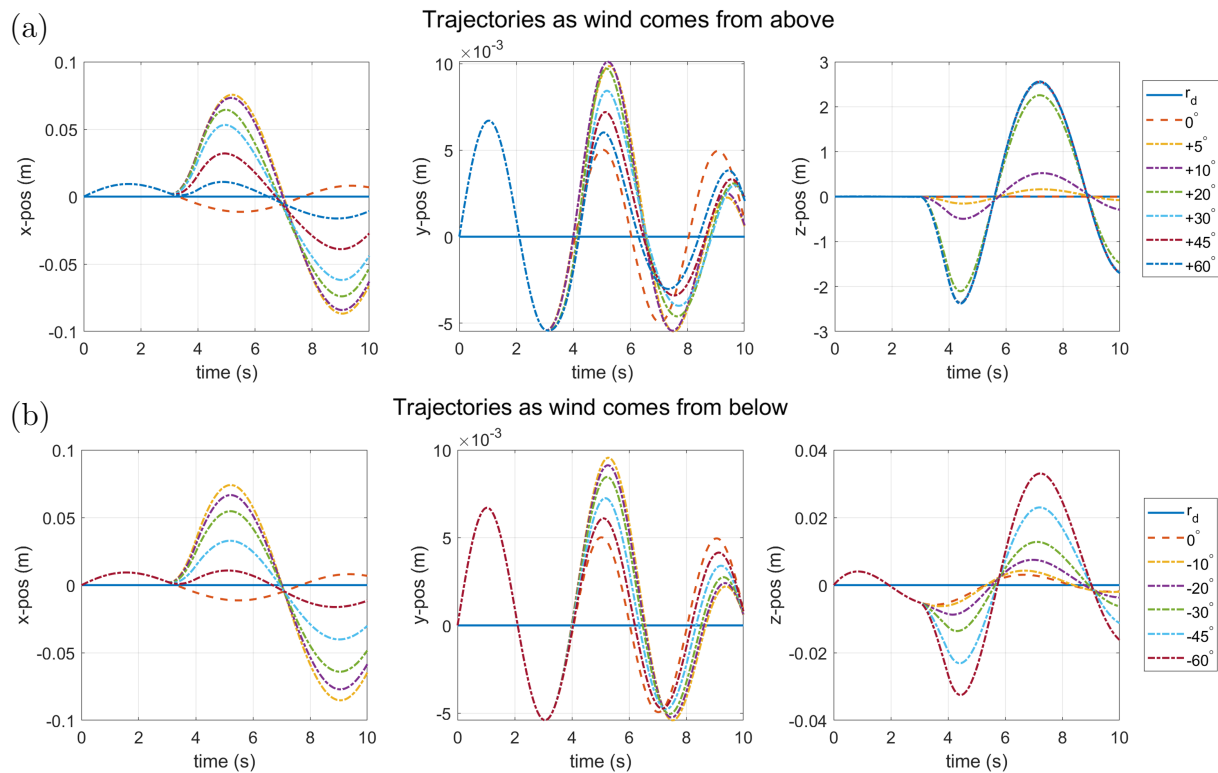 (a)
Trajectories as wind comes from above
0.1
0.05
0
-0.05
-0.1
x-pos (m)
0 2 4 6 8 10
time (s)
×10⁻³
10
5
0
-5
y-pos (m)
0 2 4 6 8 10
time (s)
3
2
1
0
-1
-2
-3
z-pos (m)
0 2 4 6 8 10
time (s)
r_d
0°
+5°
+10°
+20°
+30°
+45°
+60°
(b)
Trajectories as wind comes from below
0.1
0.05
0
-0.05
-0.1
x-pos (m)
0 2 4 6 8 10
time (s)
×10⁻³
10
5
0
-5
y-pos (m)
0 2 4 6 8 10
time (s)
0.04
0.02
0
-0.02
-0.04
z-pos (m)
0 2 4 6 8 10
time (s)
r_d
0°
-10°
-20°
-30°
-45°
-60°